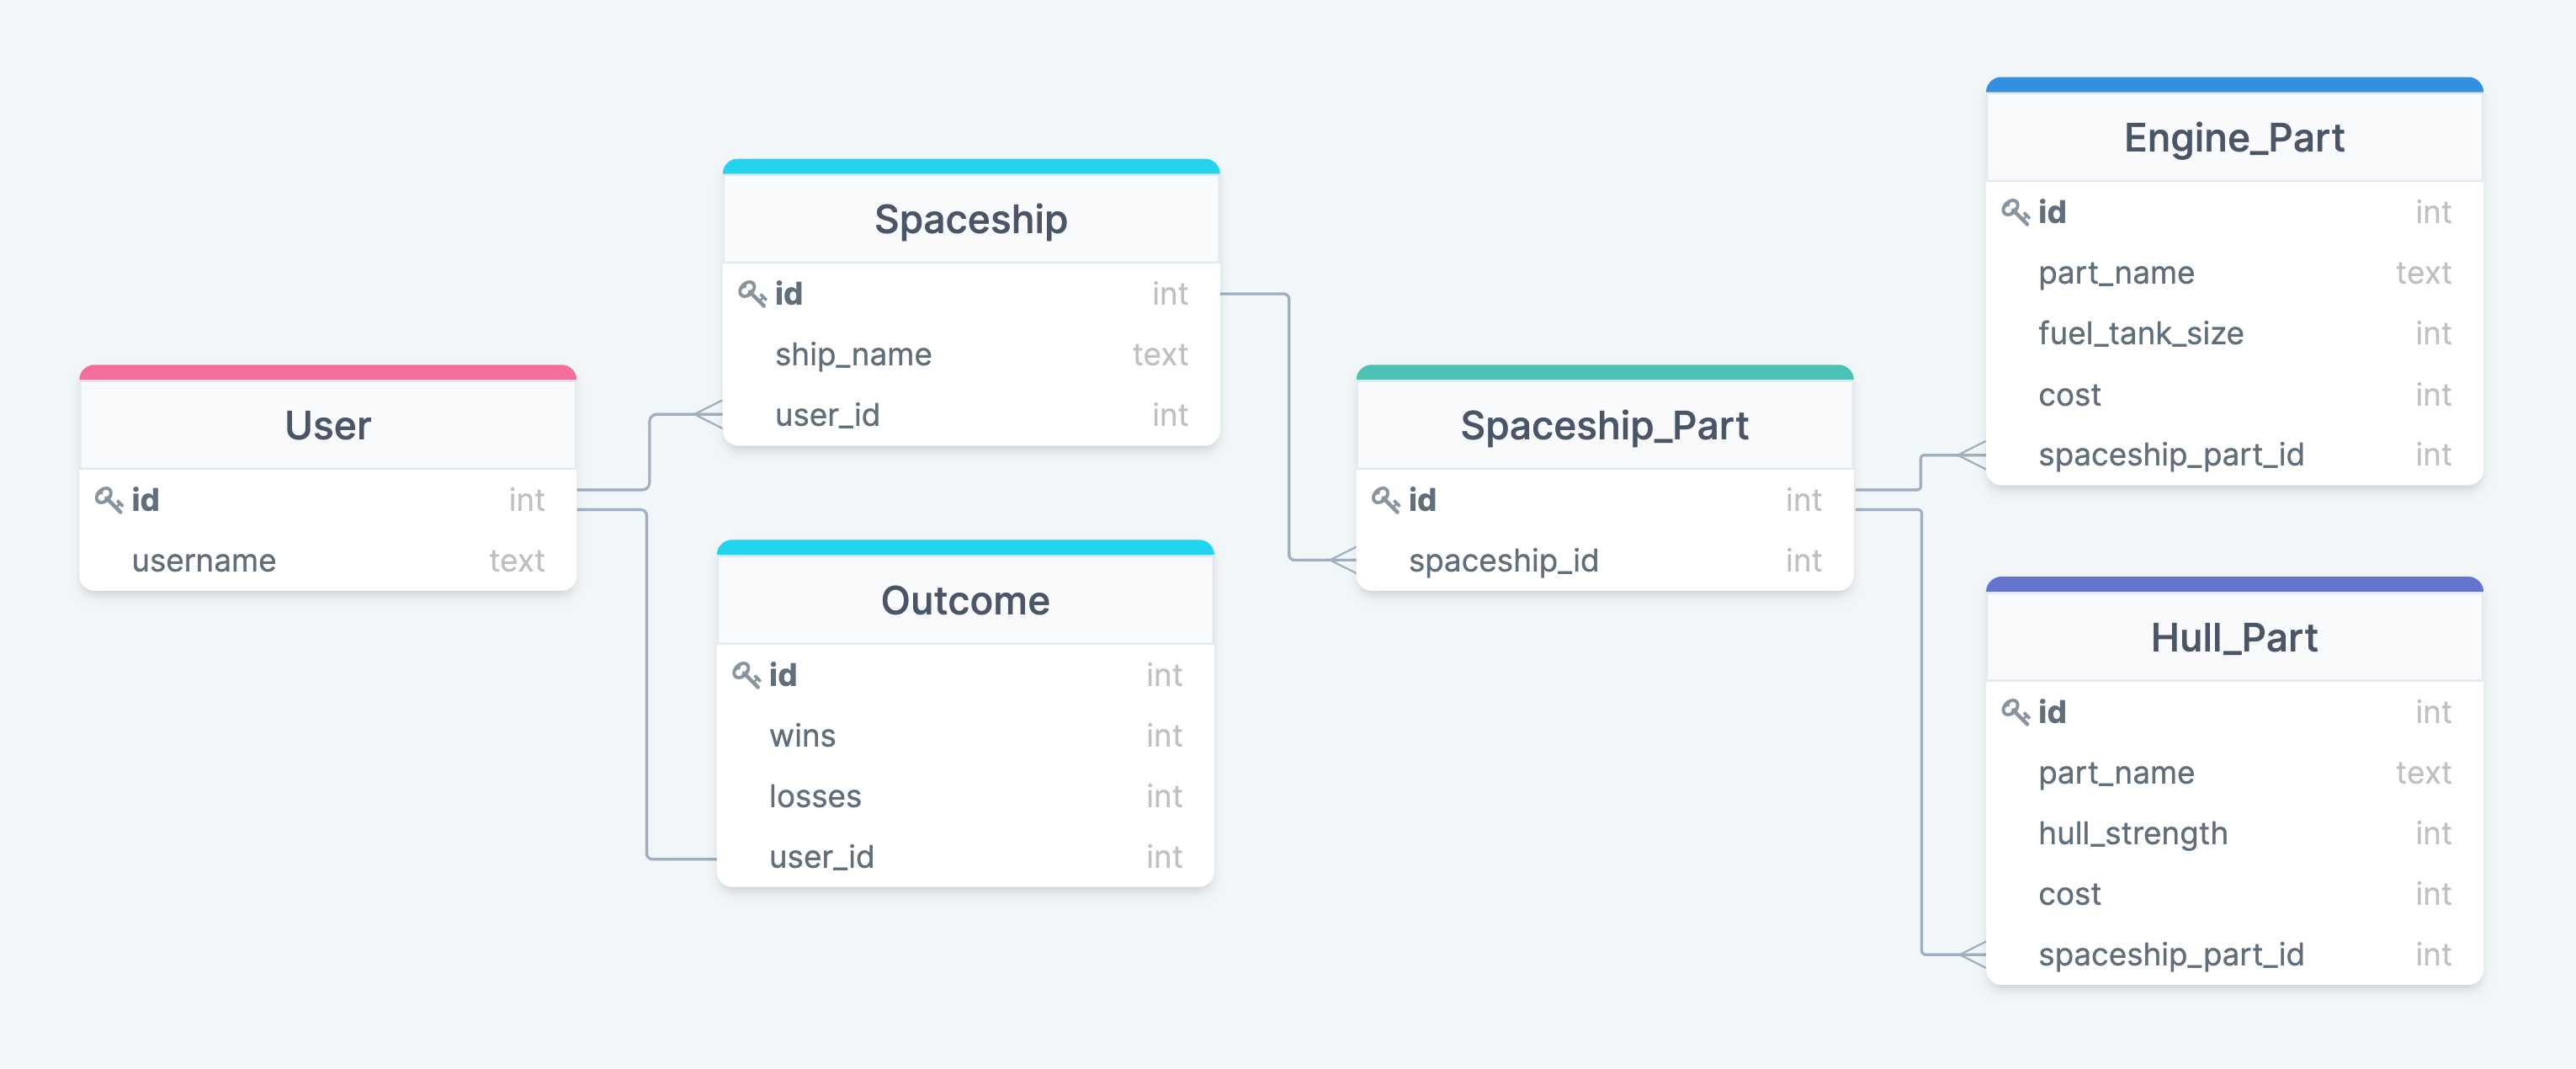 User
id int
username text
Spaceship
id int
ship_name text
user_id int
Outcome
id int
wins int
losses int
user_id int
Spaceship_Part
id int
spaceship_id int
Engine_Part
id int
part_name text
fuel_tank_size int
cost int
spaceship_part_id int
Hull_Part
id int
part_name text
hull_strength int
cost int
spaceship_part_id int